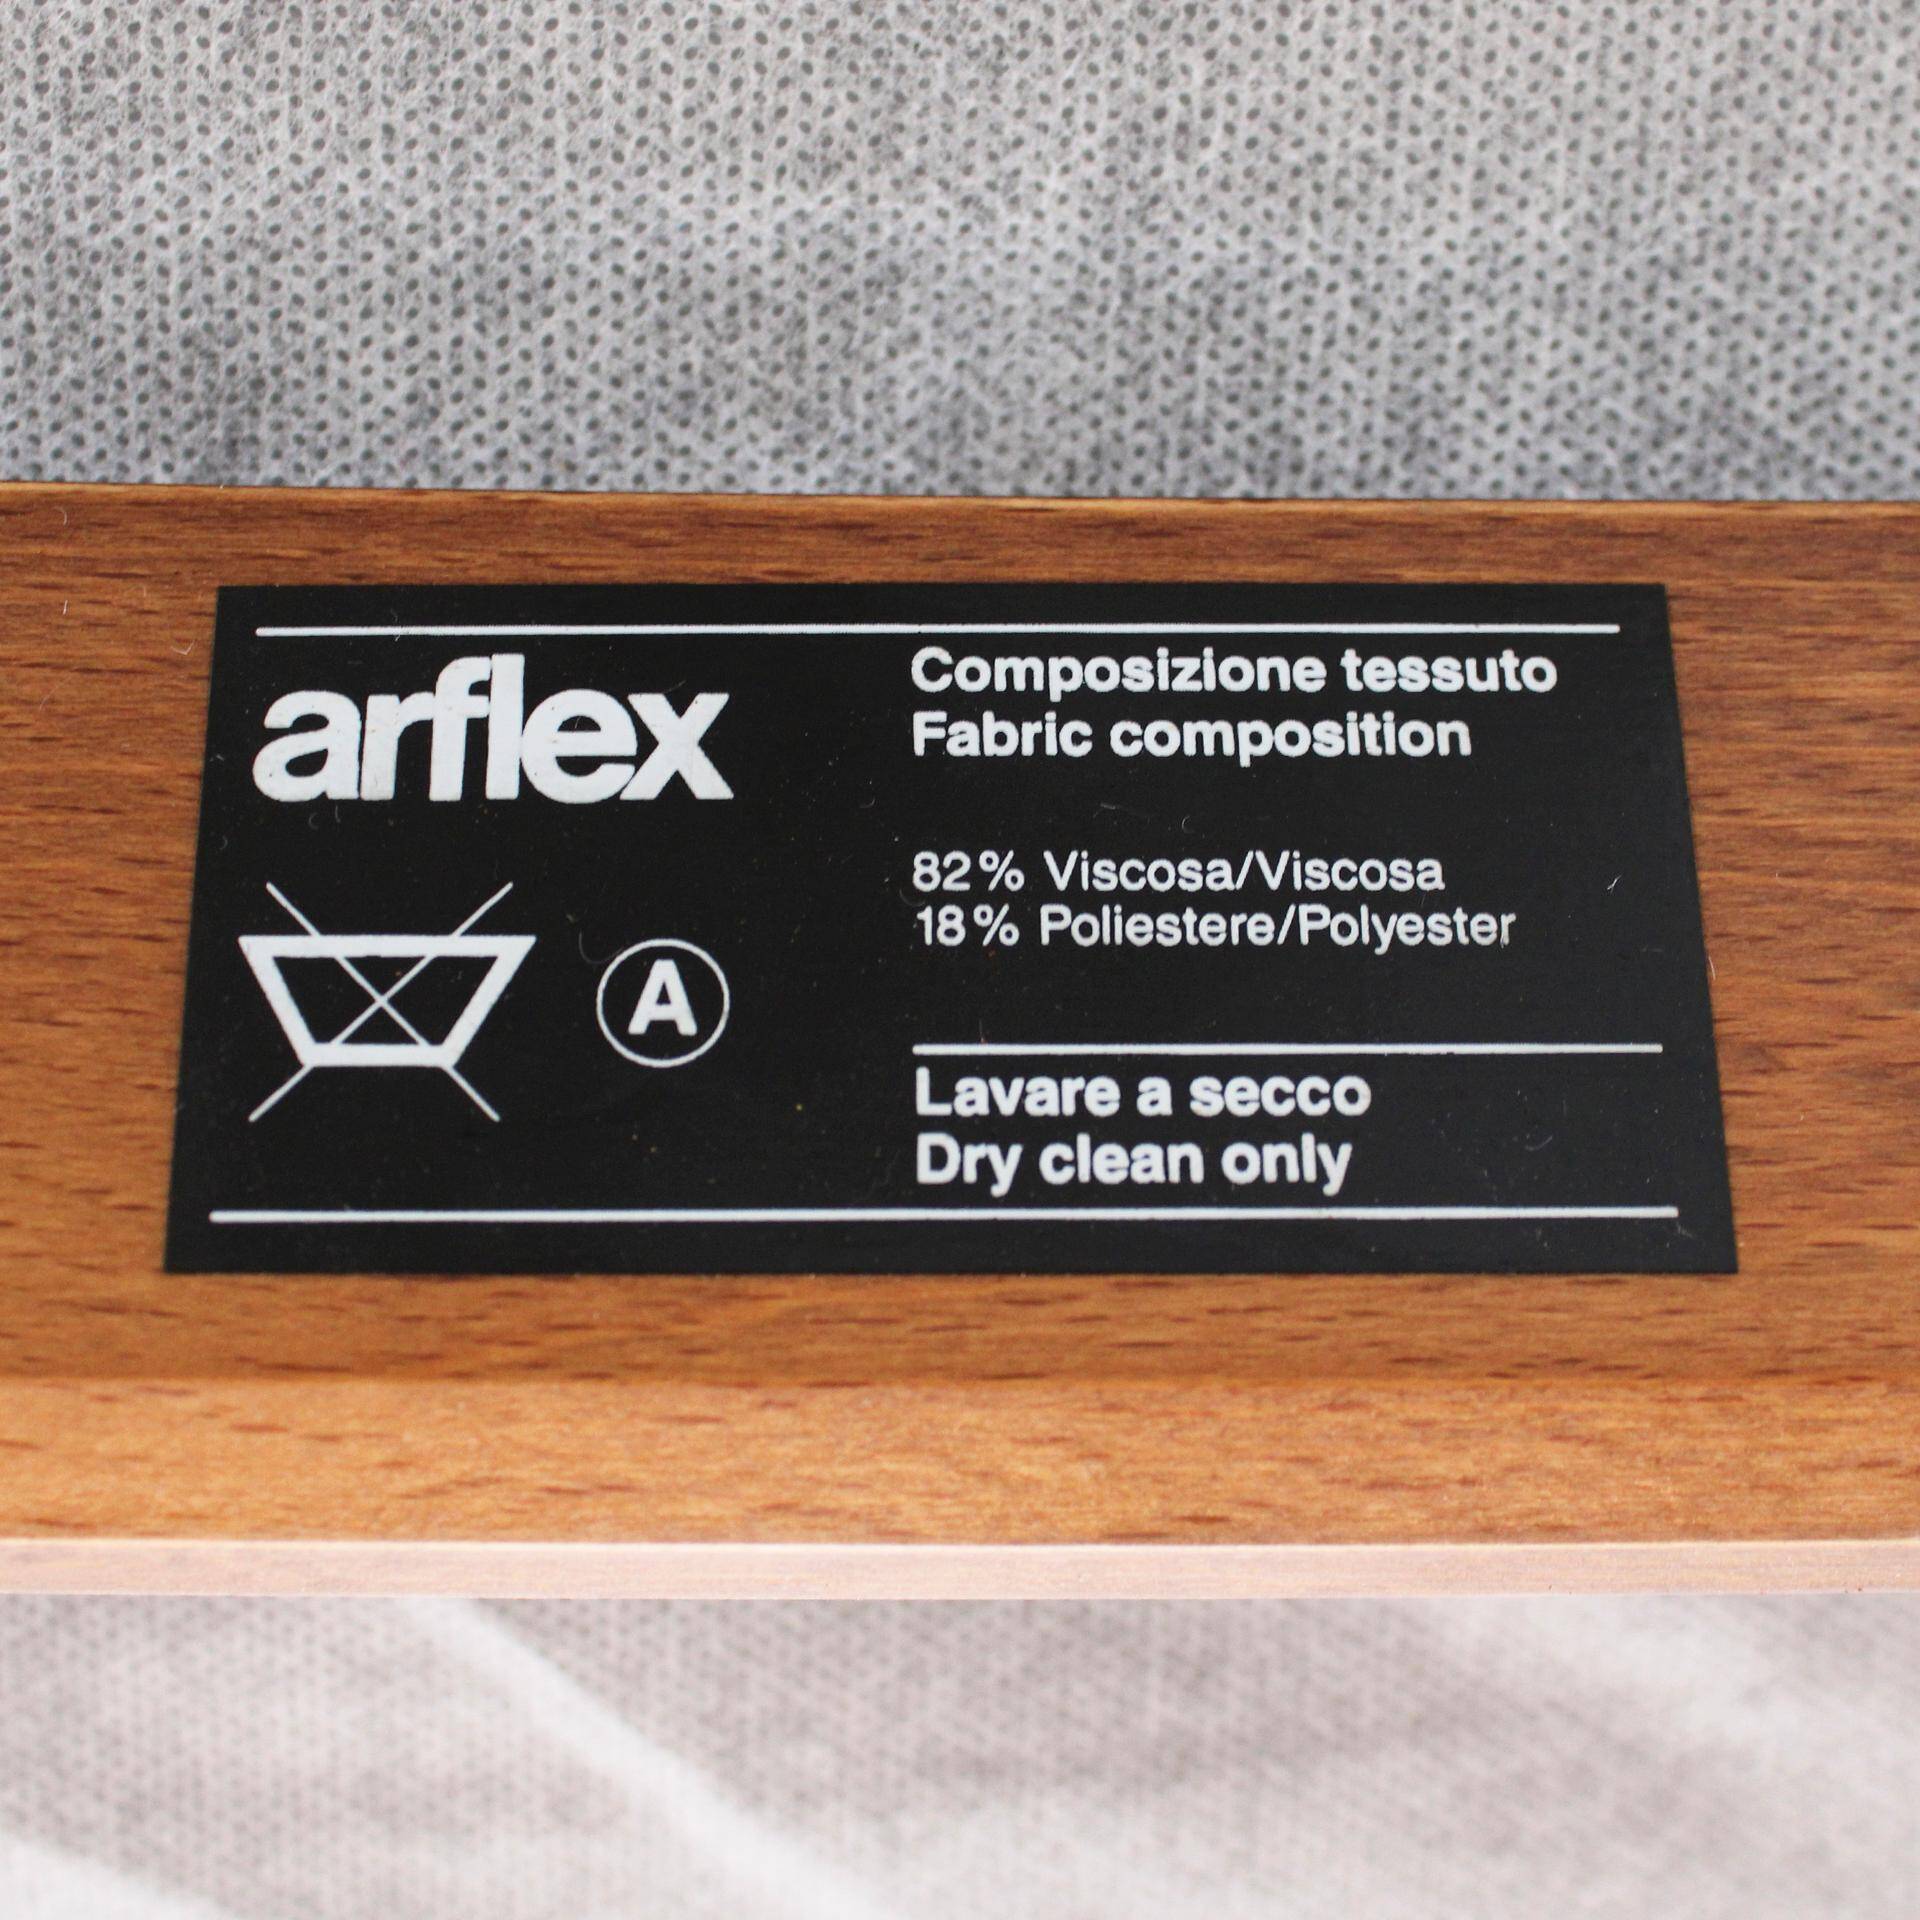 arflex
A
Composizione tessuto
Fabric composition
82% Viscosa/Viscosa
18% Poliestere/Polyester
Lavare a secco
Dry clean only